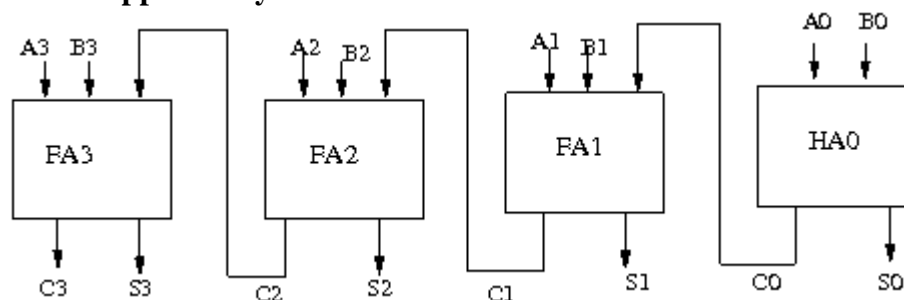 A3 B3 A2 B2 A1 B1 A0 B0
FA3 FA2 FA1 HA0
C3 S3 C2 S2 C1 S1 C0 S0